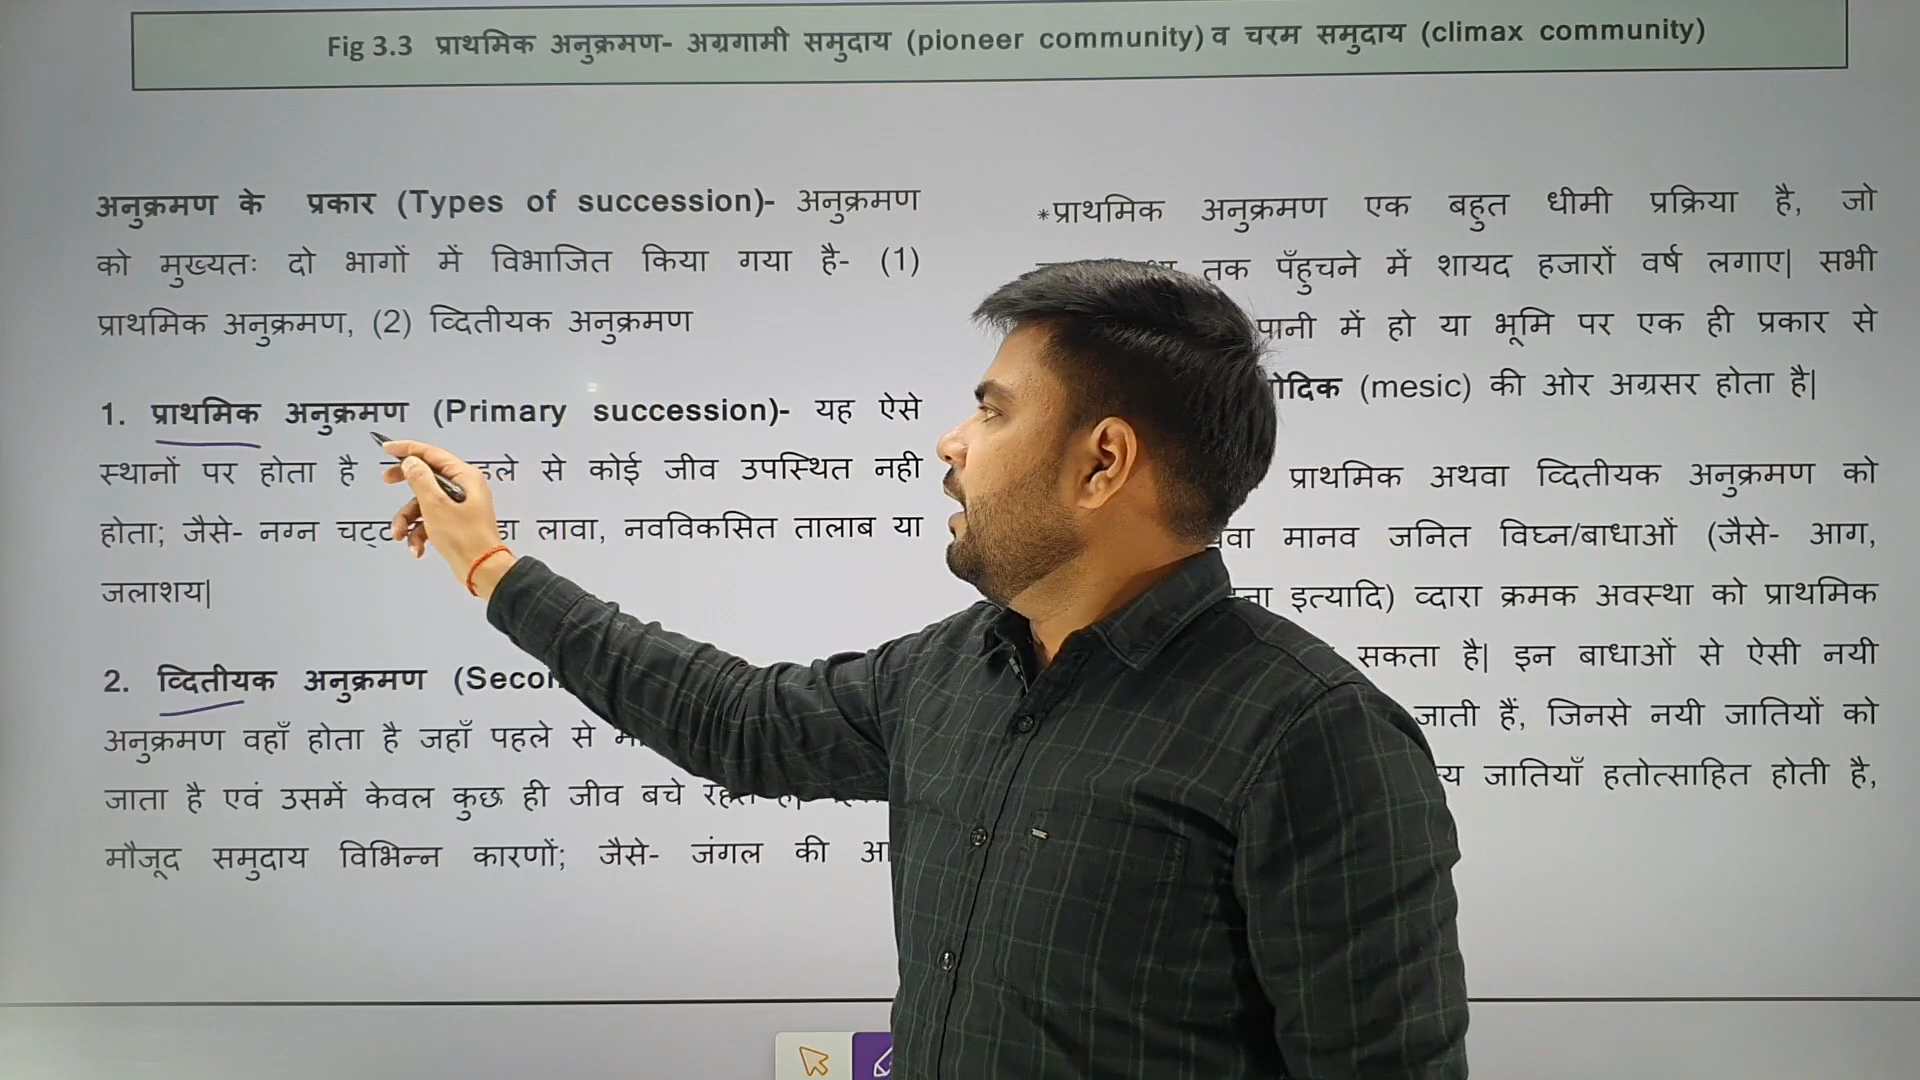 Fig 3.3 प्राथमिक अनुक्रमण- अग्रगामी समुदाय (pioneer community) व चरम समुदाय (climax community)
अनुक्रमण के प्रकार (Types of succession)- अनुक्रमण
को मुख्यतः दो भागों में विभाजित किया गया है- (1)
प्राथमिक अनुक्रमण, (2) व्दितीयक अनुक्रमण
1. प्राथमिक अनुक्रमण (Primary succession)- यह ऐसे
स्थानों पर होता है से कोई जीव उपस्थित नही
होता; जैसे- नग्न लावा, नवविकसित तालाब या
जलाशय|
2. व्दितीयक अनुक्रमण
अनुक्रमण वहाँ होता है जहाँ पहले से
जाता है एवं उसमें केवल कुछ ही जीव बचे
मौजूद समुदाय विभिन्न कारणों; जैसे- जंगल की
*प्राथमिक अनुक्रमण एक बहुत धीमी प्रक्रिया है, जो
तक पँहुचने में शायद हजारों वर्ष लगाए| सभी
पानी में हो या भूमि पर एक ही प्रकार से
(mesic) की ओर अग्रसर होता है|
प्राथमिक अथवा व्दितीयक अनुक्रमण को
मानव जनित विघ्न/बाधाओं (जैसे- आग,
इत्यादि) व्दारा क्रमक अवस्था को प्राथमिक
सकता है| इन बाधाओं से ऐसी नयी
जाती हैं, जिनसे नयी जातियों को
जातियाँ हतोत्साहित होती है,